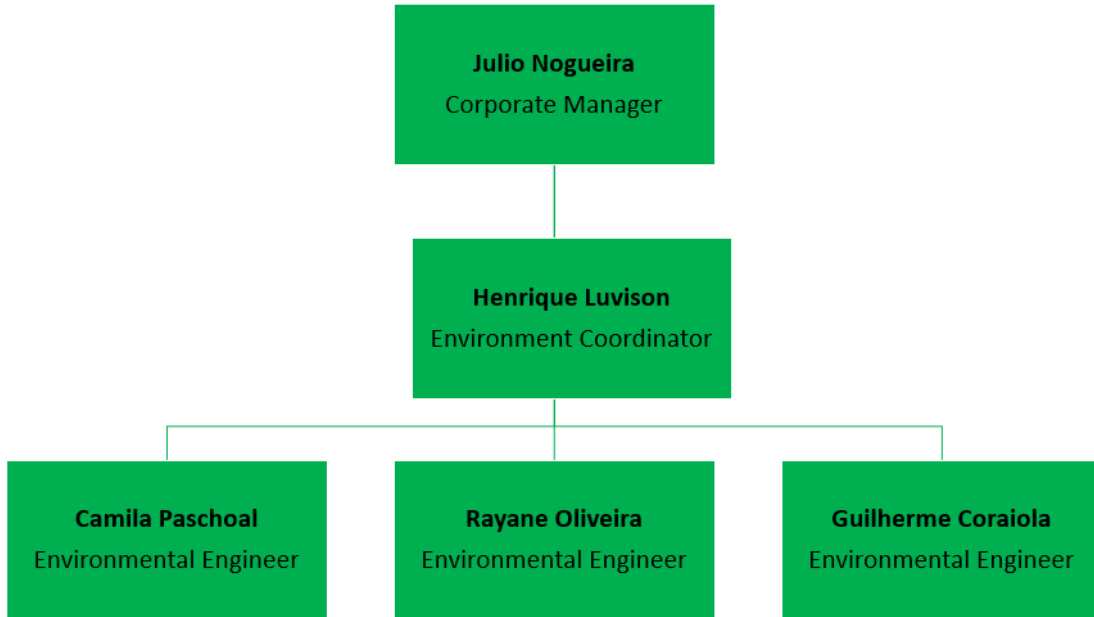 Julio Nogueira
Corporate Manager
Henrique Luvison
Environment Coordinator
Camila Paschoal
Environmental Engineer
Rayane Oliveira
Environmental Engineer
Guilherme Coraiola
Environmental Engineer